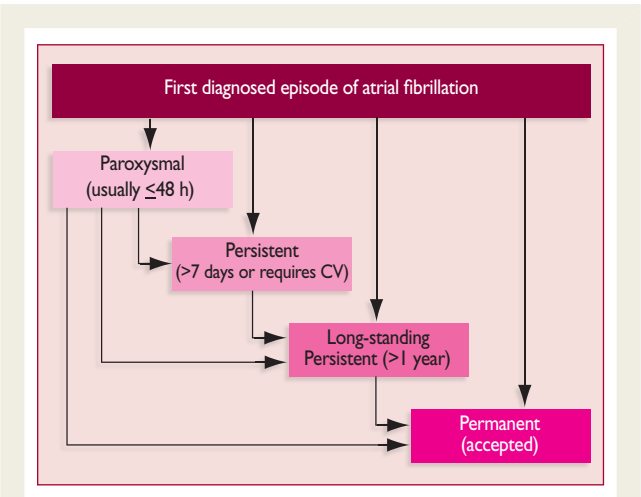 First diagnosed episode of atrial fibrillation
Paroxysmal
(usually ≤48 h)
Persistent
(>7 days or requires CV)
Long-standing
Persistent (>1 year)
Permanent
(accepted)